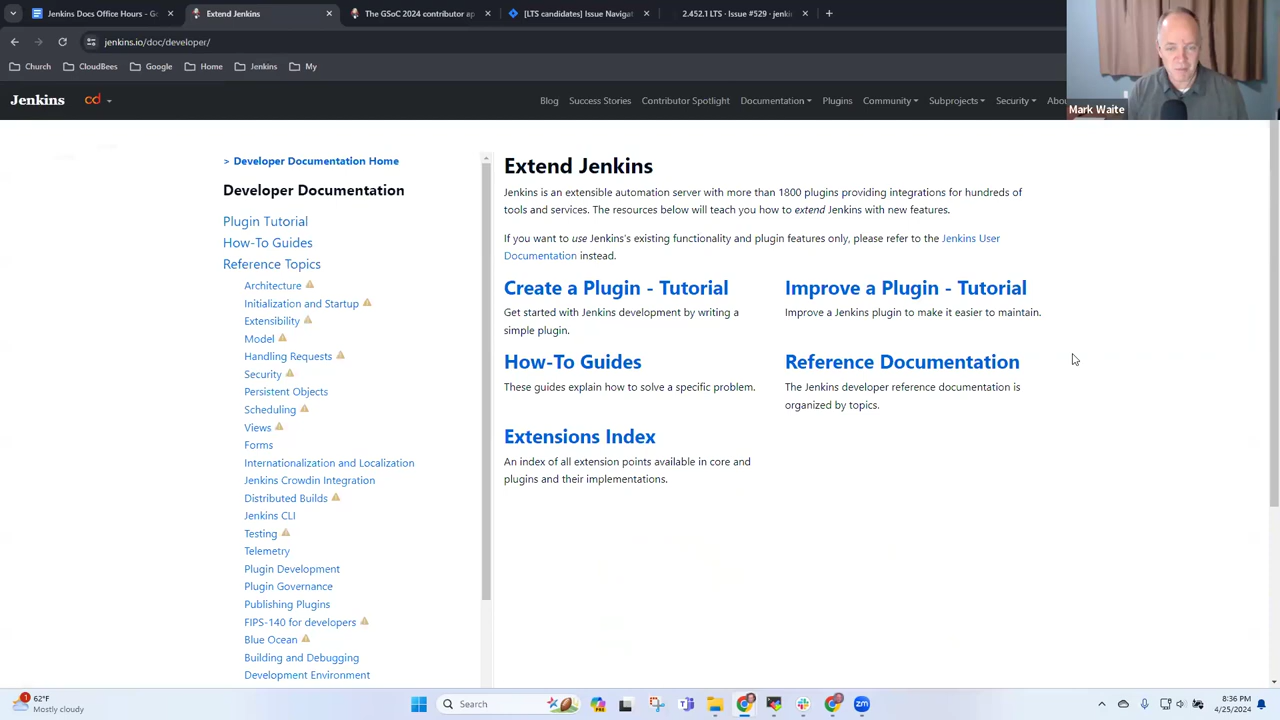 Jenkins Docs Office Hours - Go
Extend Jenkins
The GSoC 2024 contributor ap
[LTS candidates] Issue Navigat
2.452.1 LTS · Issue #529 · jenki
jenkins.io/doc/developer/
Church
CloudBees
Google
Home
Jenkins
My
Jenkins
cd
Blog
Success Stories
Contributor Spotlight
Documentation
Plugins
Community
Subprojects
Security
Abou
Mark Waite
> Developer Documentation Home
Developer Documentation
Plugin Tutorial
How-To Guides
Reference Topics
Architecture
Initialization and Startup
Extensibility
Model
Handling Requests
Security
Persistent Objects
Scheduling
Views
Forms
Internationalization and Localization
Jenkins Crowdin Integration
Distributed Builds
Jenkins CLI
Testing
Telemetry
Plugin Development
Plugin Governance
Publishing Plugins
FIPS-140 for developers
Blue Ocean
Building and Debugging
Development Environment
Extend Jenkins
Jenkins is an extensible automation server with more than 1800 plugins providing integrations for hundreds of
tools and services. The resources below will teach you how to extend Jenkins with new features.
If you want to use Jenkins's existing functionality and plugin features only, please refer to the Jenkins User
Documentation instead.
Create a Plugin - Tutorial
Get started with Jenkins development by writing a
simple plugin.
Improve a Plugin - Tutorial
Improve a Jenkins plugin to make it easier to maintain.
How-To Guides
These guides explain how to solve a specific problem.
Reference Documentation
The Jenkins developer reference documentation is
organized by topics.
Extensions Index
An index of all extension points available in core and
plugins and their implementations.
1
62°F
Mostly cloudy
Search
8:36 PM
4/25/2024